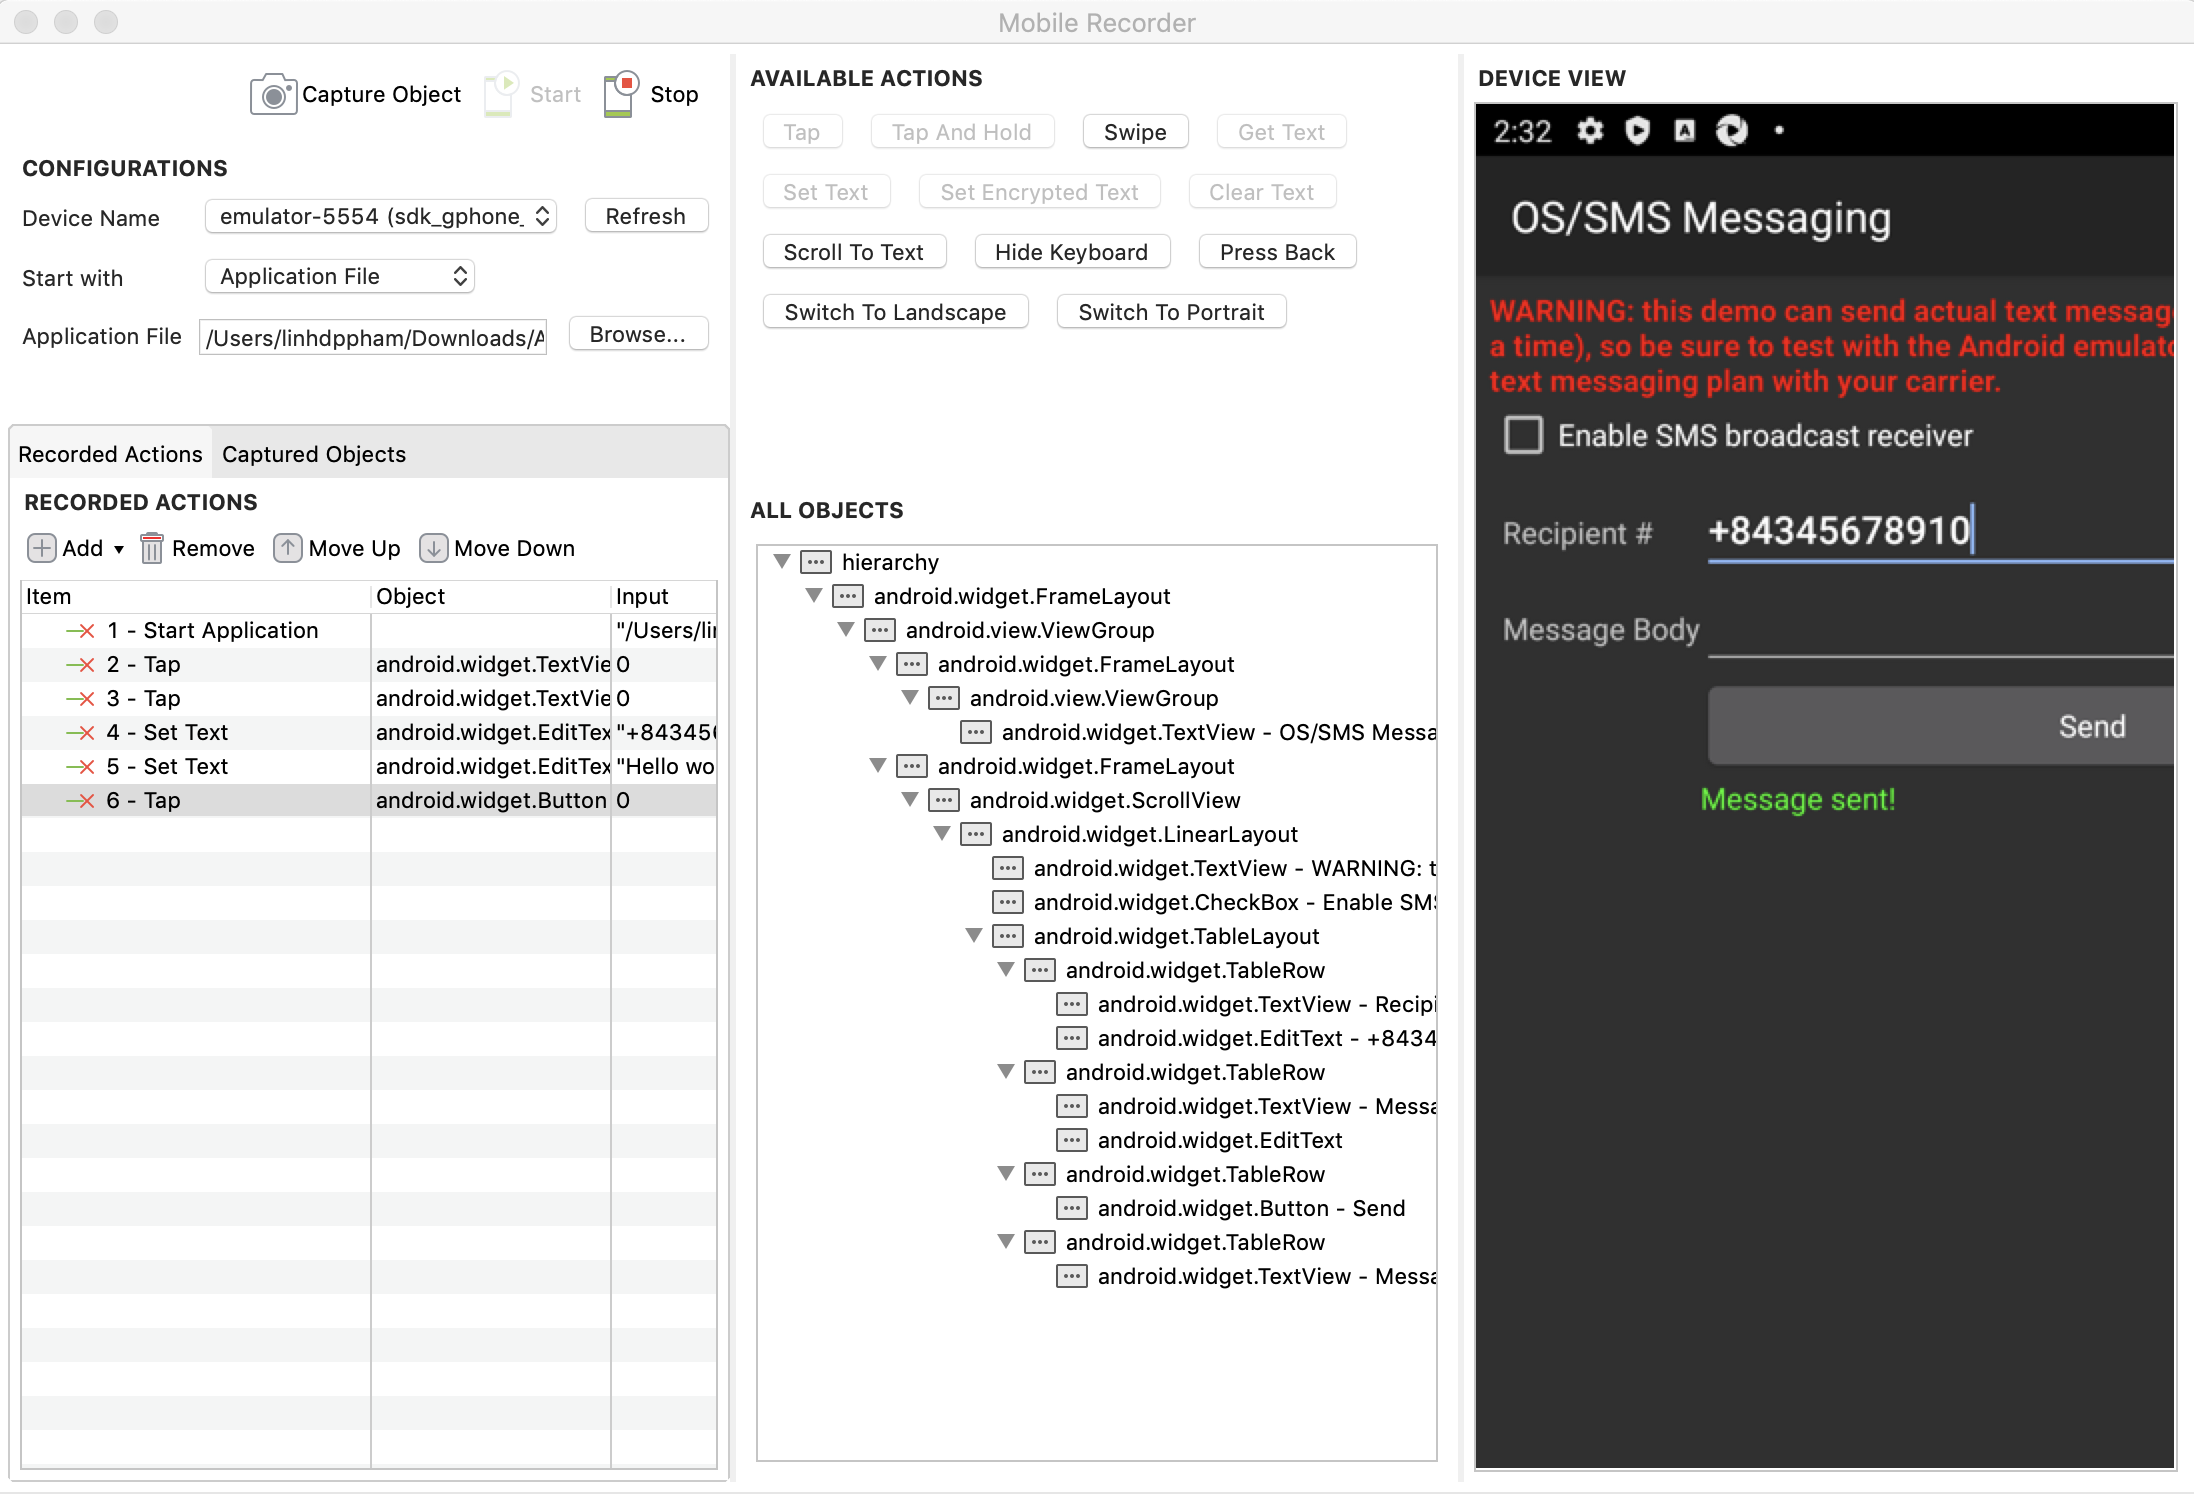 Mobile Recorder
Capture Object Start Stop
CONFIGURATIONS
Device Name emulator-5554 (sdk_gphone_ Refresh
Start with Application File
Application File /Users/linhdppham/Downloads/A Browse...
Recorded Actions Captured Objects
RECORDED ACTIONS
Add Remove Move Up Move Down
Item Object Input
1 - Start Application "/Users/lin
2 - Tap android.widget.TextVie 0
3 - Tap android.widget.TextVie 0
4 - Set Text android.widget.EditTex "+84345
5 - Set Text android.widget.EditTex "Hello wo
6 - Tap android.widget.Button 0
AVAILABLE ACTIONS
Tap Tap And Hold Swipe Get Text
Set Text Set Encrypted Text Clear Text
Scroll To Text Hide Keyboard Press Back
Switch To Landscape Switch To Portrait
ALL OBJECTS
hierarchy
android.widget.FrameLayout
android.view.ViewGroup
android.widget.FrameLayout
android.view.ViewGroup
android.widget.TextView - OS/SMS Messa
android.widget.FrameLayout
android.widget.ScrollView
android.widget.LinearLayout
android.widget.TextView - WARNING: t
android.widget.CheckBox - Enable SMS
android.widget.TableLayout
android.widget.TableRow
android.widget.TextView - Recipi
android.widget.EditText - +8434
android.widget.TableRow
android.widget.TextView - Messa
android.widget.EditText
android.widget.TableRow
android.widget.Button - Send
android.widget.TableRow
android.widget.TextView - Messa
DEVICE VIEW
2:32 A
OS/SMS Messaging
WARNING: this demo can send actual text messag
a time), so be sure to test with the Android emulato
text messaging plan with your carrier.
Enable SMS broadcast receiver
Recipient # +84345678910
Message Body
Send
Message sent!